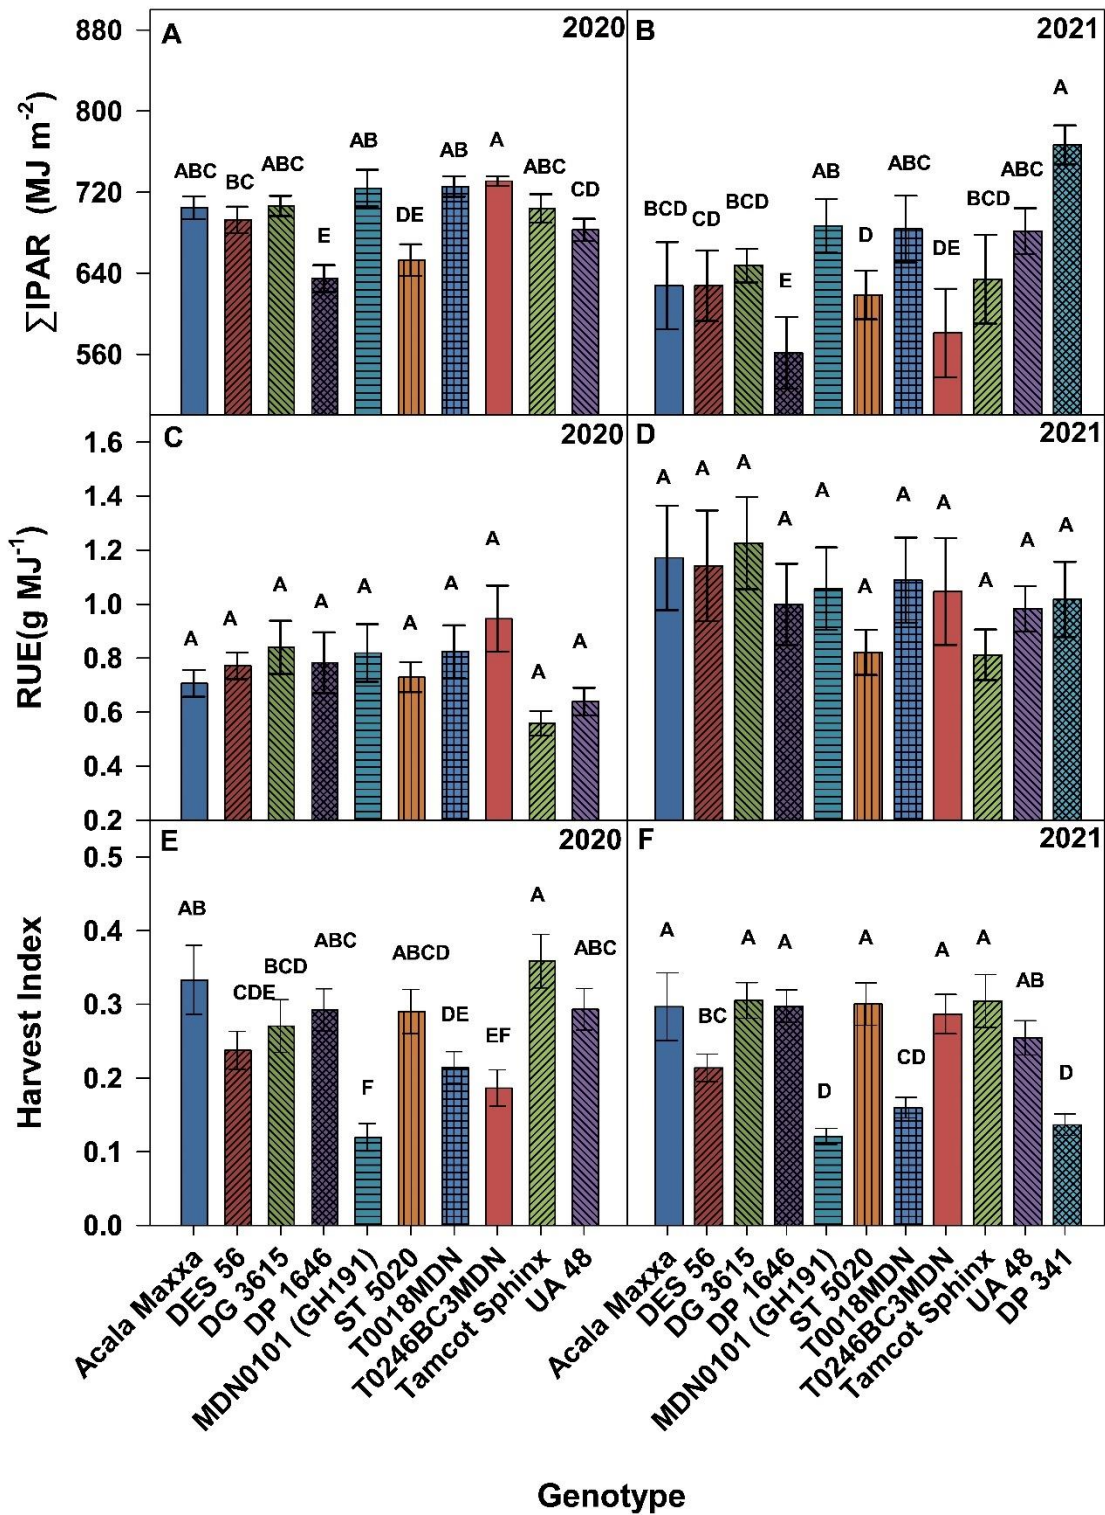 A 2020
880
800
720
640
560
∑IPAR (MJ m-2)
ABC BC ABC E AB DE AB A ABC CD
B 2021
BCD CD BCD E AB D ABC DE BCD ABC A
C 2020
1.6
1.4
1.2
1.0
0.8
0.6
0.4
0.2
RUE(g MJ-1)
A A A A A A A A A A
D 2021
A A A A A A A A A A A
E 2020
0.5
0.4
0.3
0.2
0.1
0.0
Harvest Index
AB CDE BCD ABC F ABCD DE EF A ABC
F 2021
A BC A A D A CD A A AB D
Acala Maxxa
DES 56
DG 3615
DP 1646
MDN0101 (GH191)
ST 5020
T0018MDN
T0246BC3MDN
Tamcot Sphinx
UA 48
Acala Maxxa
DES 56
DG 3615
DP 1646
MDN0101 (GH191)
ST 5020
T0018MDN
T0246BC3MDN
Tamcot Sphinx
UA 48
DP 341
Genotype